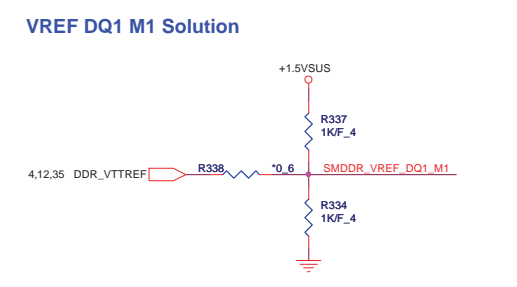 VREF DQ1 M1 Solution
+1.5VSUS
R337
1K/F_4
4,12,35 DDR_VTTREF R338 *0_6 SMDDR_VREF_DQ1_M1
R334
1K/F_4